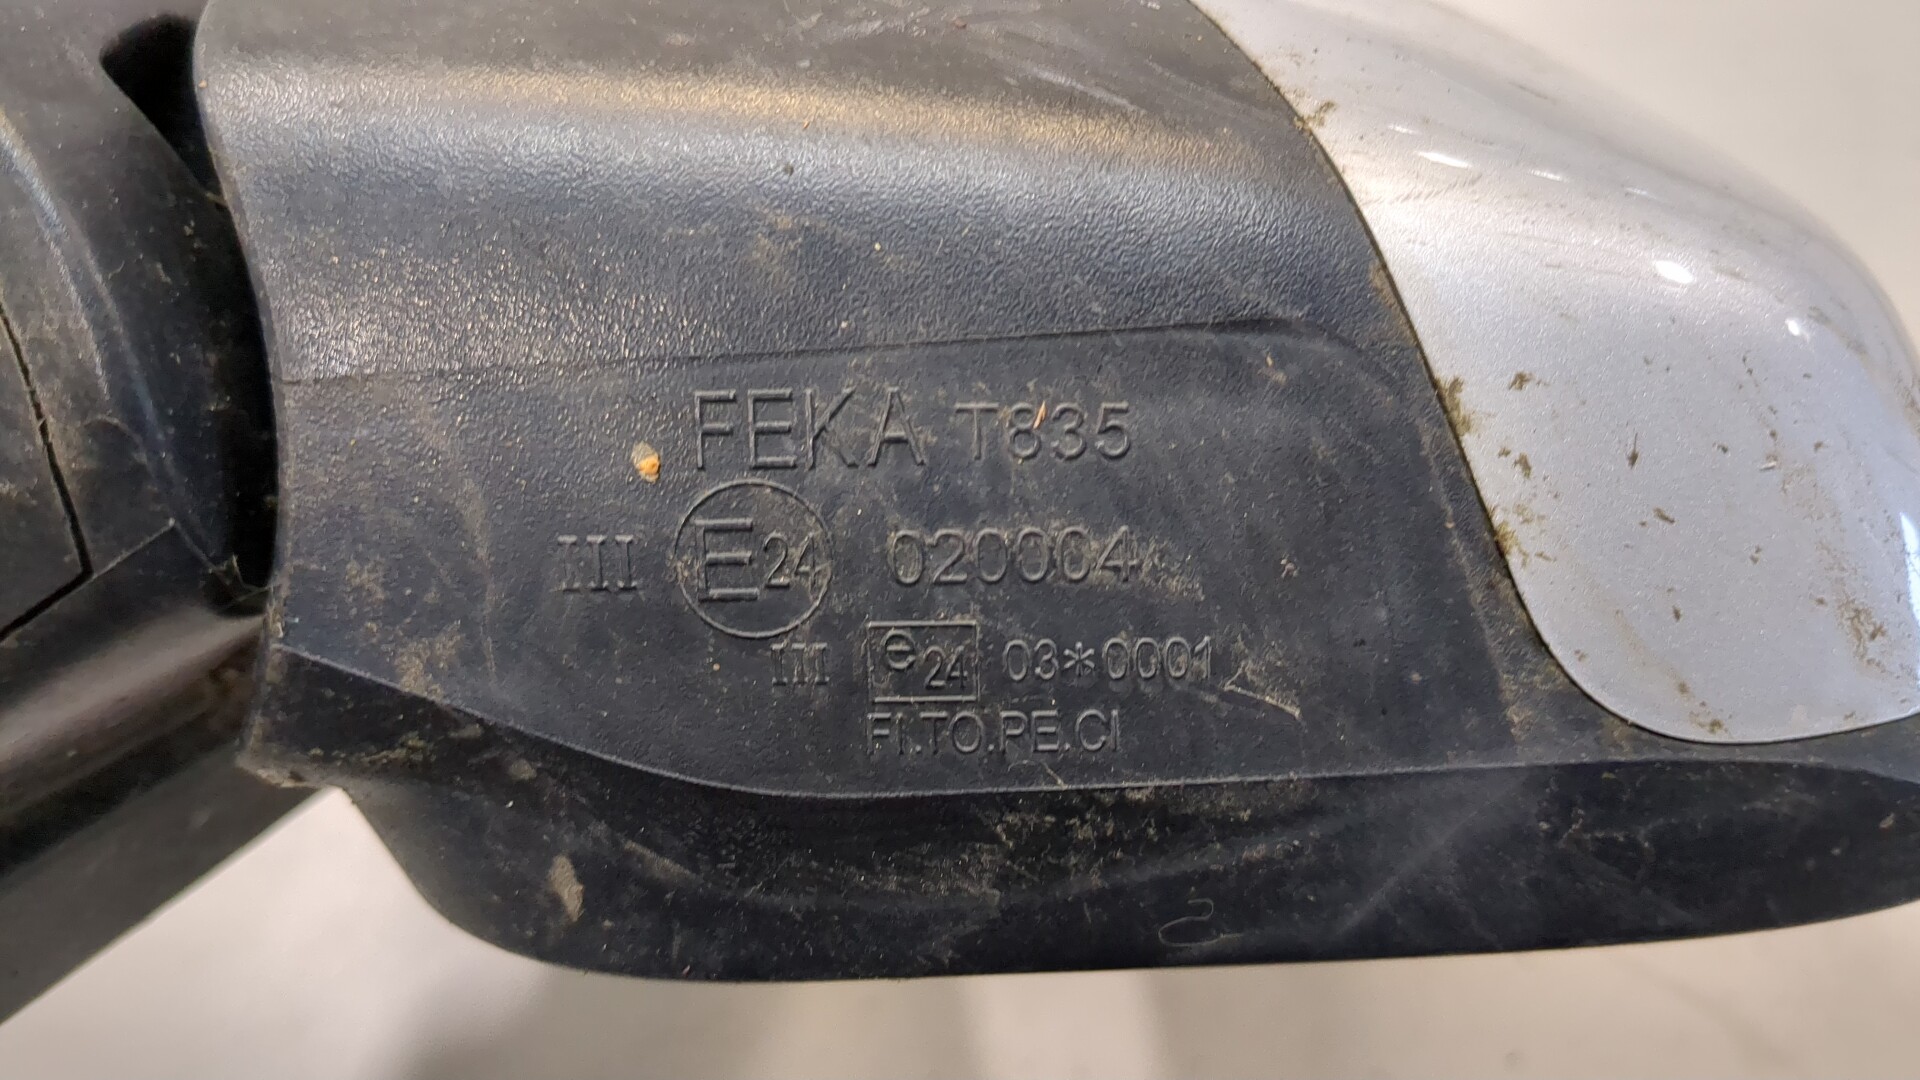 FEKA T835
III E24 020004
III e24 03*0001
FI.TO.PE.CI